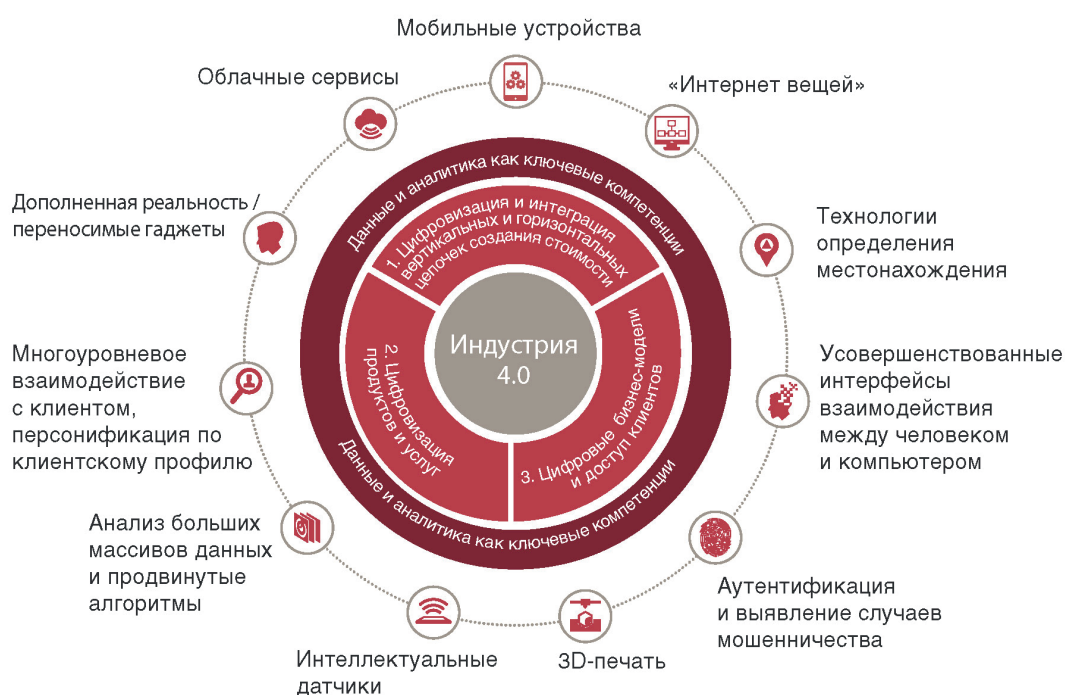 Мобильные устройства
Облачные сервисы
«Интернет вещей»
Дополненная реальность /
переносимые гаджеты
Технологии
определения
местонахождения
Многоуровневое
взаимодействие
с клиентом,
персонификация по
клиентскому профилю
Усовершенствованные
интерфейсы
взаимодействия
между человеком
и компьютером
Анализ больших
массивов данных
и продвинутые
алгоритмы
Аутентификация
и выявление случаев
мошенничества
Интеллектуальные
датчики
3D-печать
Данные и аналитика как ключевые компетенции
1. Цифровизация и интеграция
вертикальных и горизонтальных
цепочек создания стоимости
2. Цифровизация
продуктов и услуг
3. Цифровые бизнес-модели
и доступ клиентов
Индустрия
4.0
Данные и аналитика как ключевые компетенции